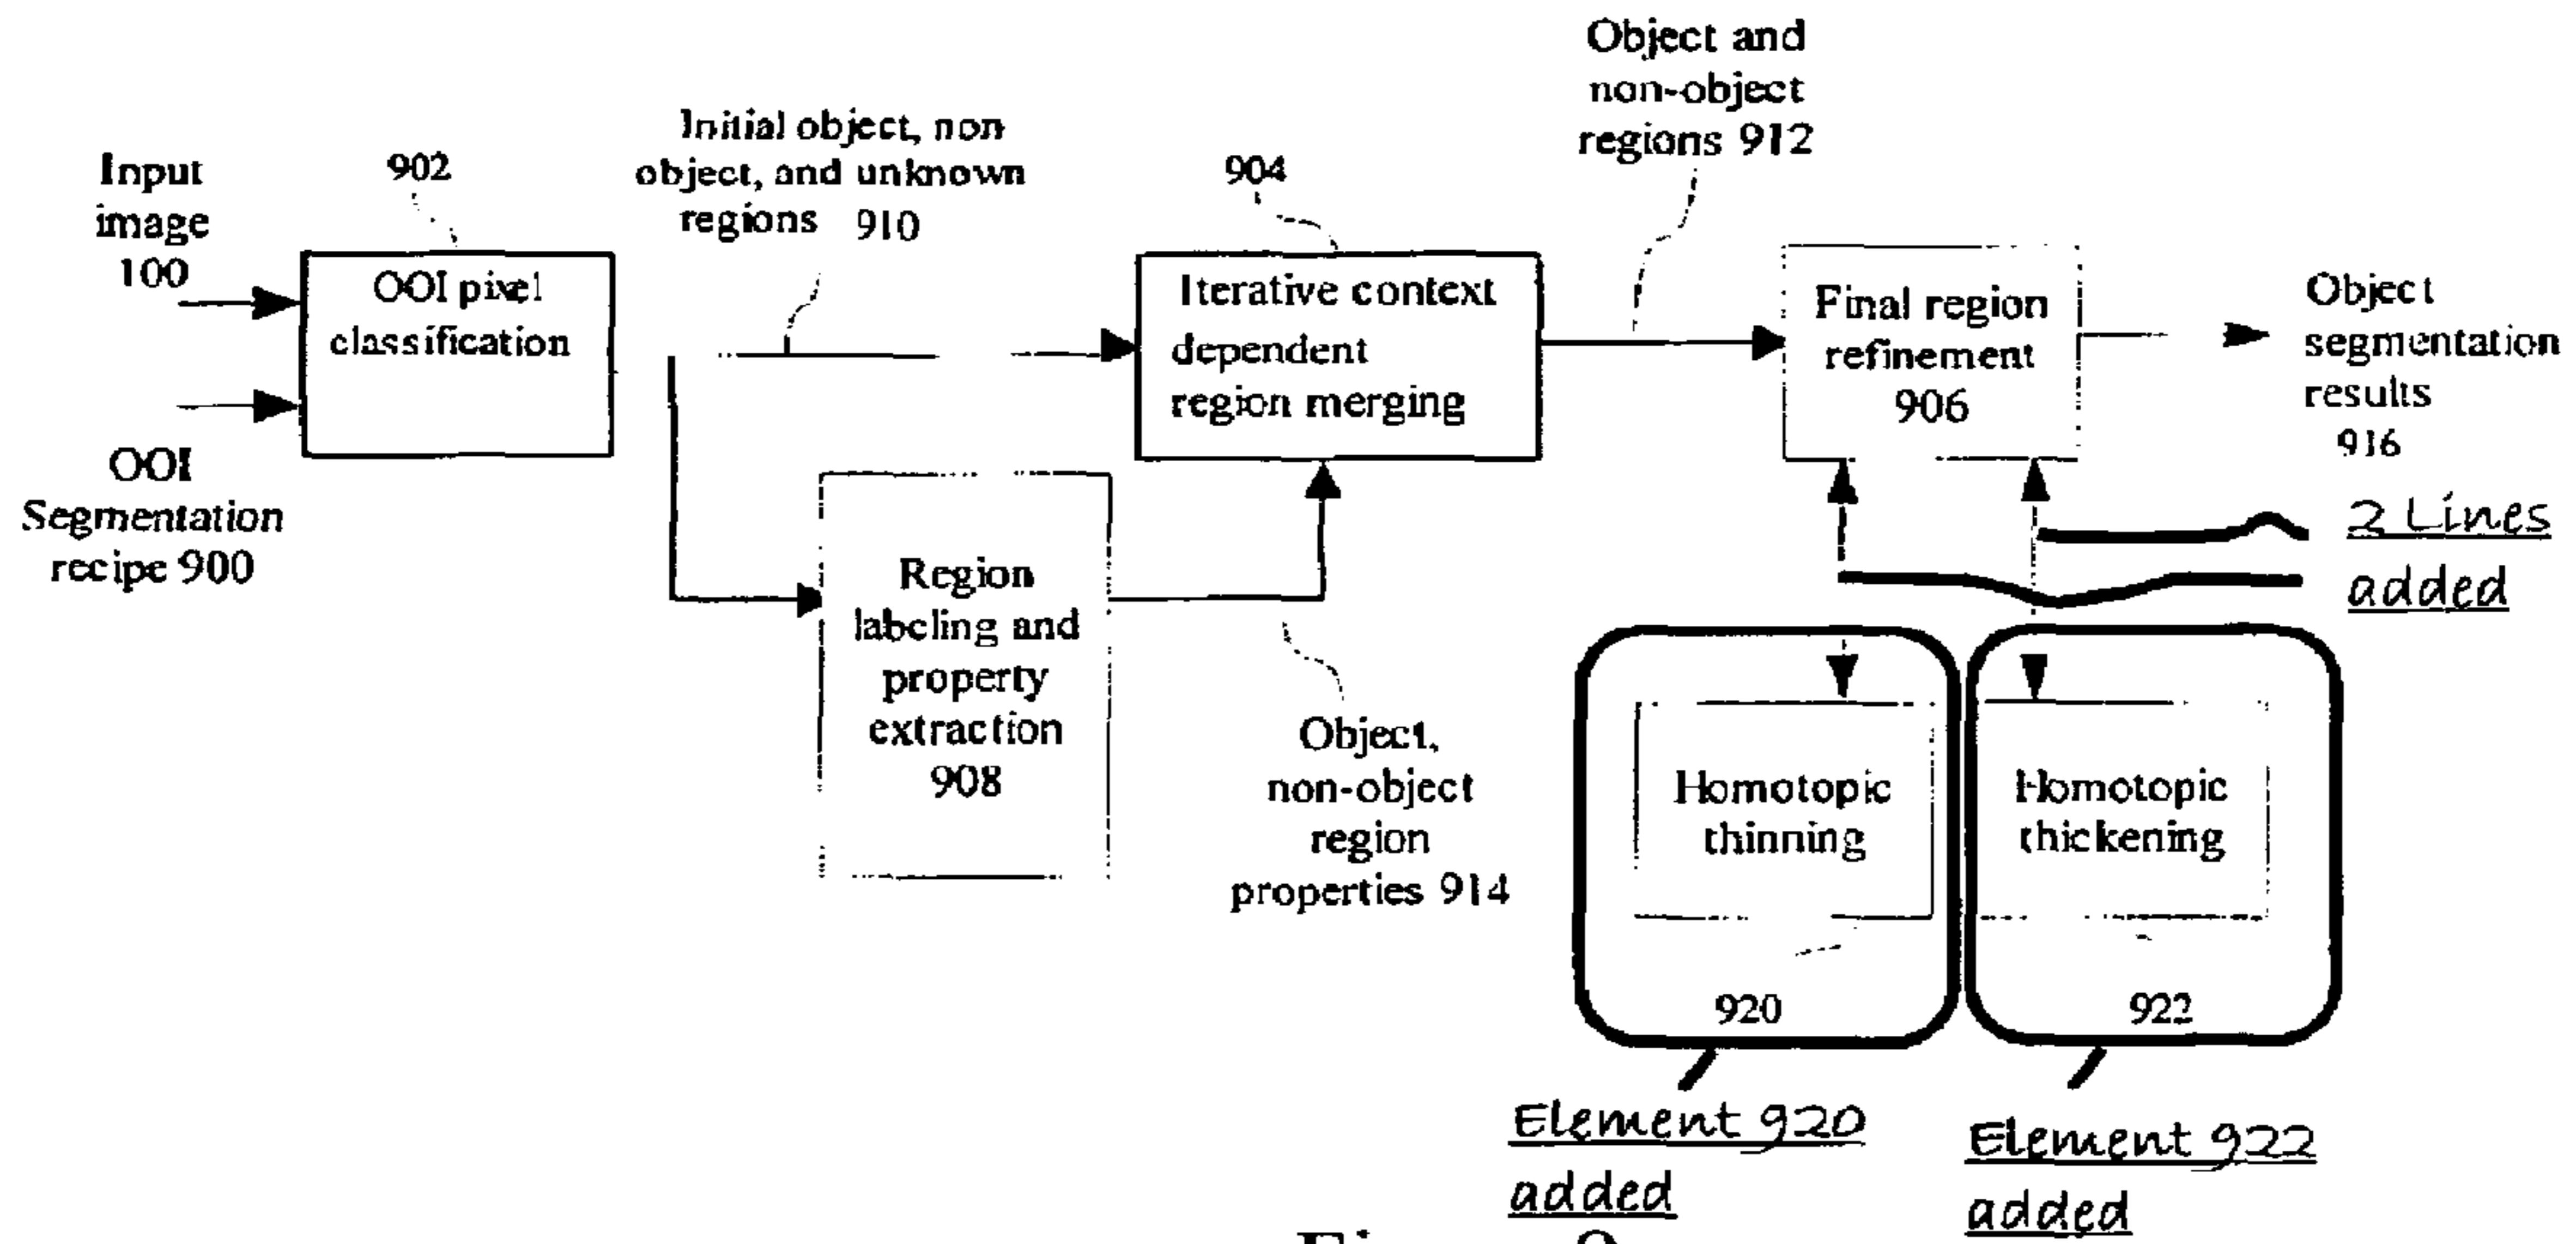 Input
image
100
902
OOI pixel
classification
OOI
Segmentation
recipe 900
Initial object, non
object, and unknown
regions 910
Region
labeling and
property
extraction
908
904
Iterative context
dependent
region merging
Object,
non-object
region
properties 914
Object and
non-object
regions 912
Final region
refinement
906
Object
segmentation
results
916
2 Lines
added
Homotopic
thinning
920
Homotopic
thickening
922
Element 920
added
Element 922
added